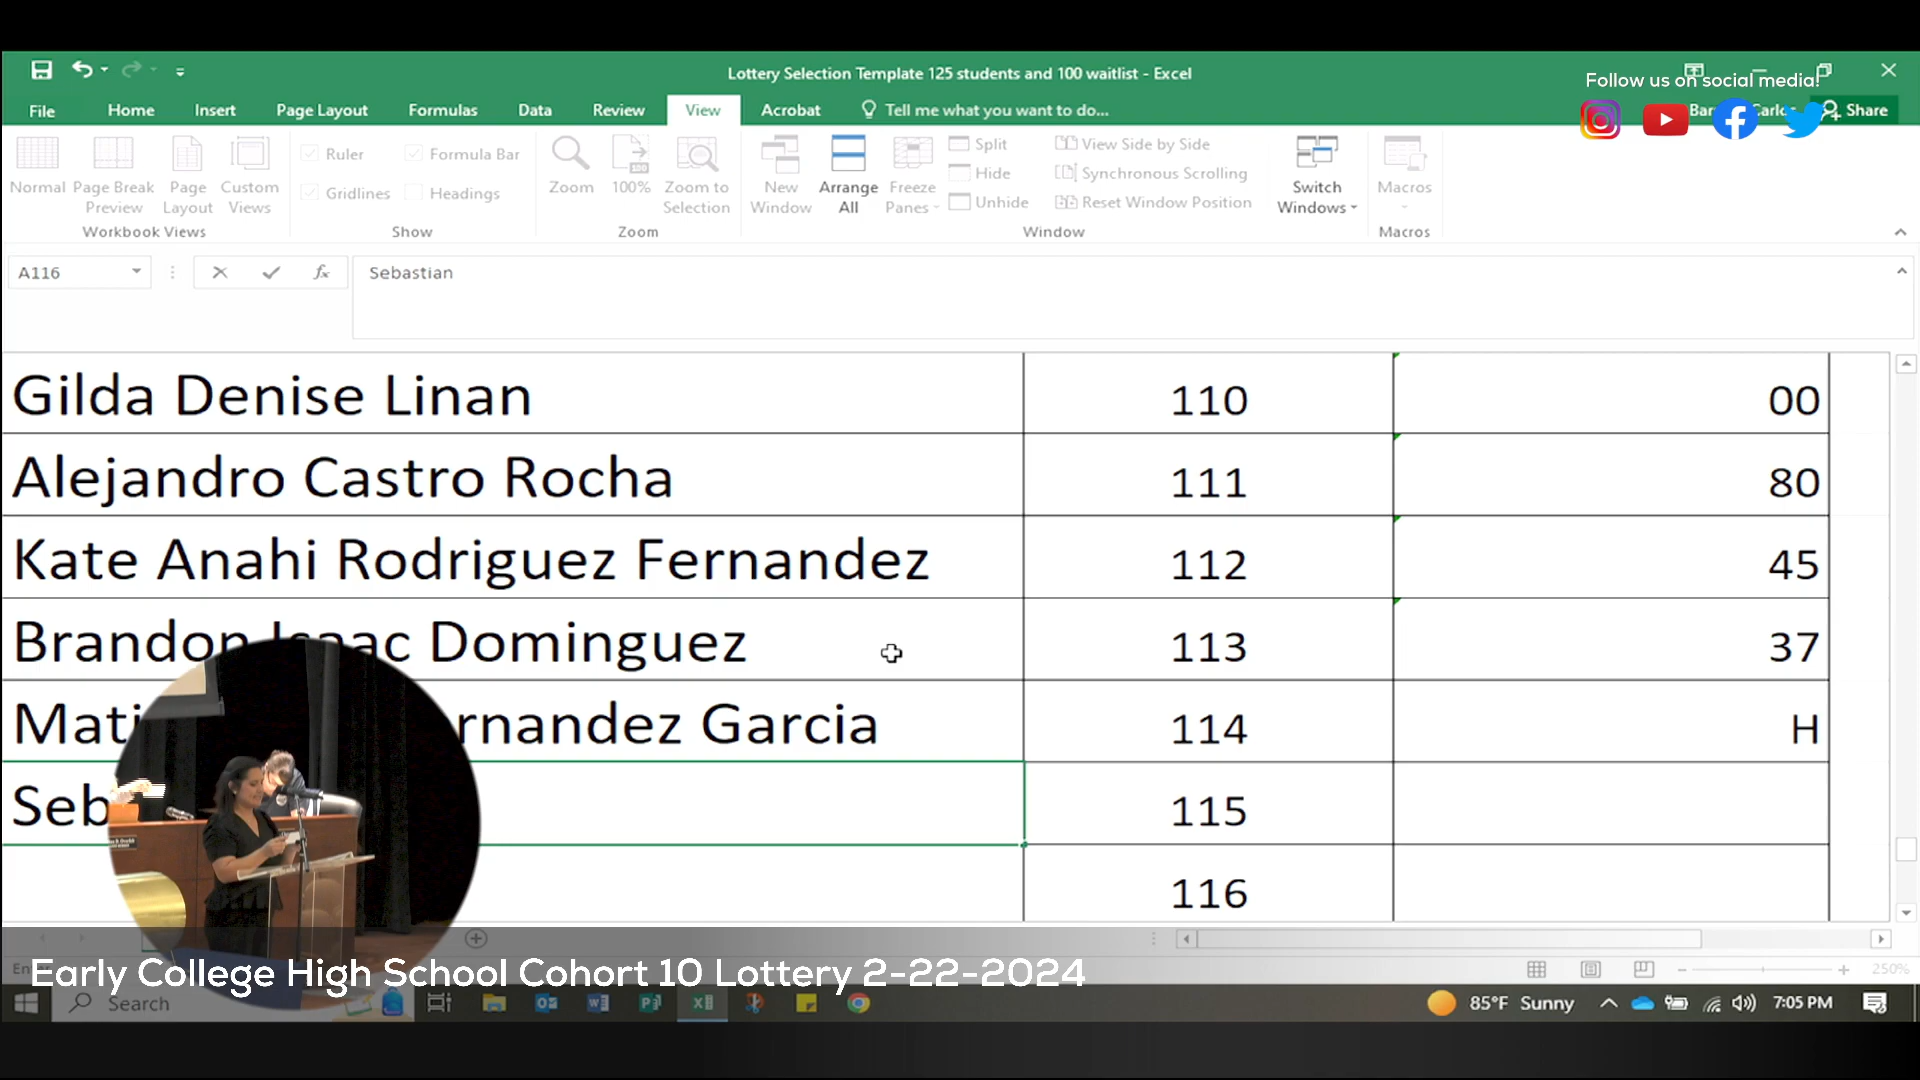 Lottery Selection Template 125 students and 100 waitlist - Excel
Follow us on social media!
File Home Insert Page Layout Formulas Data Review View Acrobat Tell me what you want to do... Share
Normal Page Break Preview Page Layout Custom Views
Workbook Views
Ruler Formula Bar
Gridlines Headings
Show
Zoom 100% Zoom to Selection
Zoom
New Window Arrange All Freeze Panes
Split
Hide
Unhide
View Side by Side
Synchronous Scrolling
Reset Window Position
Window
Switch Windows
Macros
Macros
A116 fx Sebastian
Gilda Denise Linan 110 00
Alejandro Castro Rocha 111 80
Kate Anahi Rodriguez Fernandez 112 45
Brandon Isaac Dominguez 113 37
Garcia 114 H
115
116
250%
Early College High School Cohort 10 Lottery 2-22-2024
Search
85°F Sunny 7:05 PM